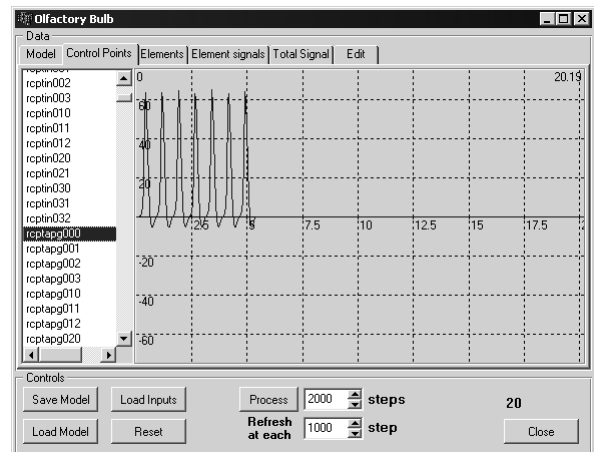 Olfactory Bulb
Data
Model Control Points Elements Element signals Total Signal Edit
rcptin002
rcptin003
rcptin010
rcptin011
rcptin012
rcptin020
rcptin021
rcptin030
rcptin031
rcptin032
rcptapg000
rcptapg001
rcptapg002
rcptapg003
rcptapg010
rcptapg011
rcptapg012
rcptapg020
0 20.19
60
40
20
2.5 5 7.5 10 12.5 15 17.5
-20
-40
-60
Controls
Save Model Load Inputs Process 2000 steps 20
Load Model Reset Refresh at each 1000 step Close